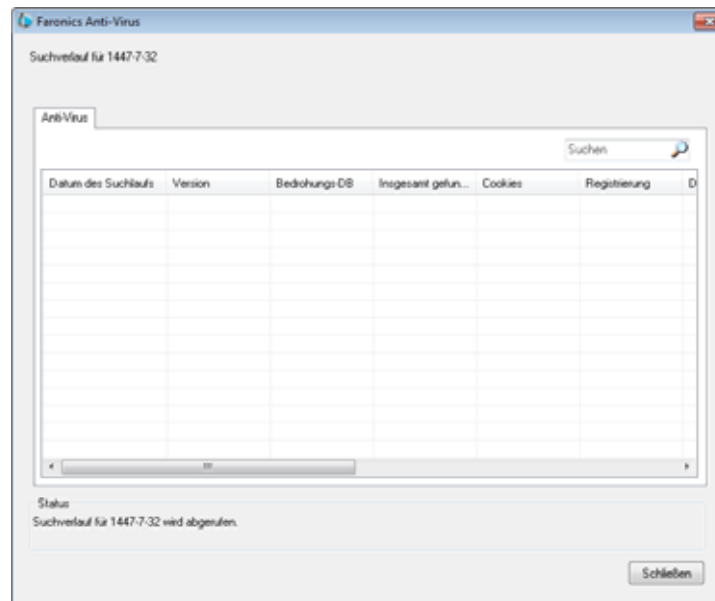 Faronics Anti-Virus
Suchverlauf für 1447-7-32
Anti-Virus
Suchen
Datum des Suchlaufs Version Bedrohungs-DB Insgesamt gefun... Cookies Registrierung D
Status
Suchverlauf für 1447-7-32 wird abgerufen.
Schließen